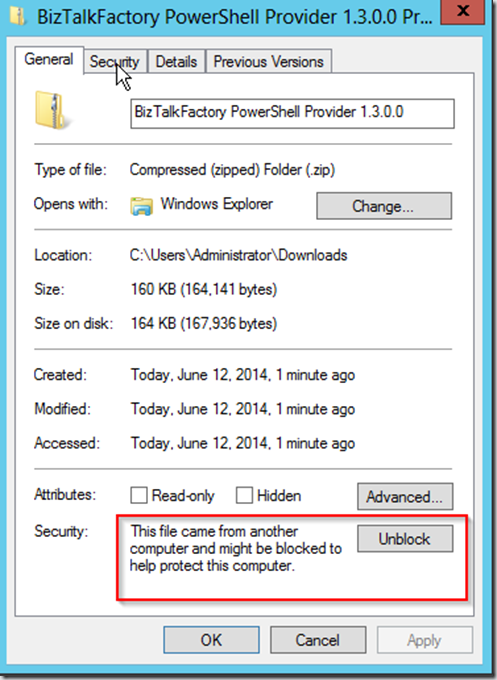 BizTalkFactory PowerShell Provider 1.3.0.0 Pr...
x
General Security Details Previous Versions
BizTalkFactory PowerShell Provider 1.3.0.0
Type of file: Compressed (zipped) Folder (.zip)
Opens with: Windows Explorer Change...
Location: C:\Users\Administrator\Downloads
Size: 160 KB (164,141 bytes)
Size on disk: 164 KB (167,936 bytes)
Created: Today, June 12, 2014, 1 minute ago
Modified: Today, June 12, 2014, 1 minute ago
Accessed: Today, June 12, 2014, 1 minute ago
Attributes: Read-only Hidden Advanced...
Security: This file came from another
computer and might be blocked to
help protect this computer.
Unblock
OK Cancel Apply